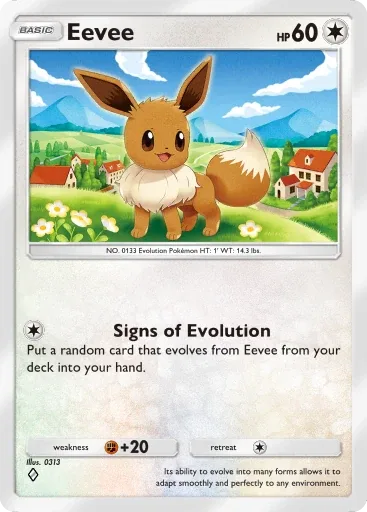 BASIC Eevee HP 60
NO. 0133 Evolution Pokémon HT: 1' WT: 14.3 lbs.
Signs of Evolution
Put a random card that evolves from Eevee from your
deck into your hand.
weakness +20 retreat
Illus. 0313
Its ability to evolve into many forms allows it to
adapt smoothly and perfectly to any environment.